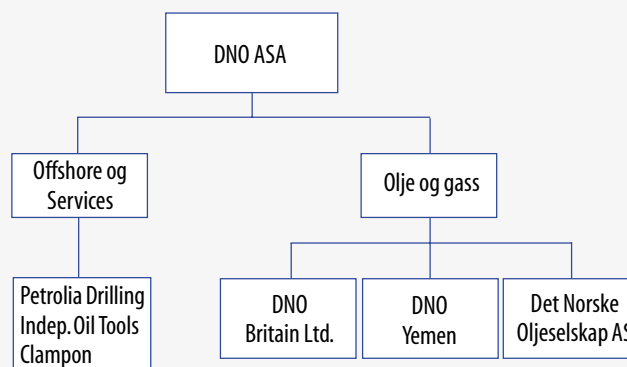 DNO ASA
Offshore og
Services
Olje og gass
Petrolia Drilling
Indep. Oil Tools
Clampon
DNO
Britain Ltd.
DNO
Yemen
Det Norske
Oljeselskap AS